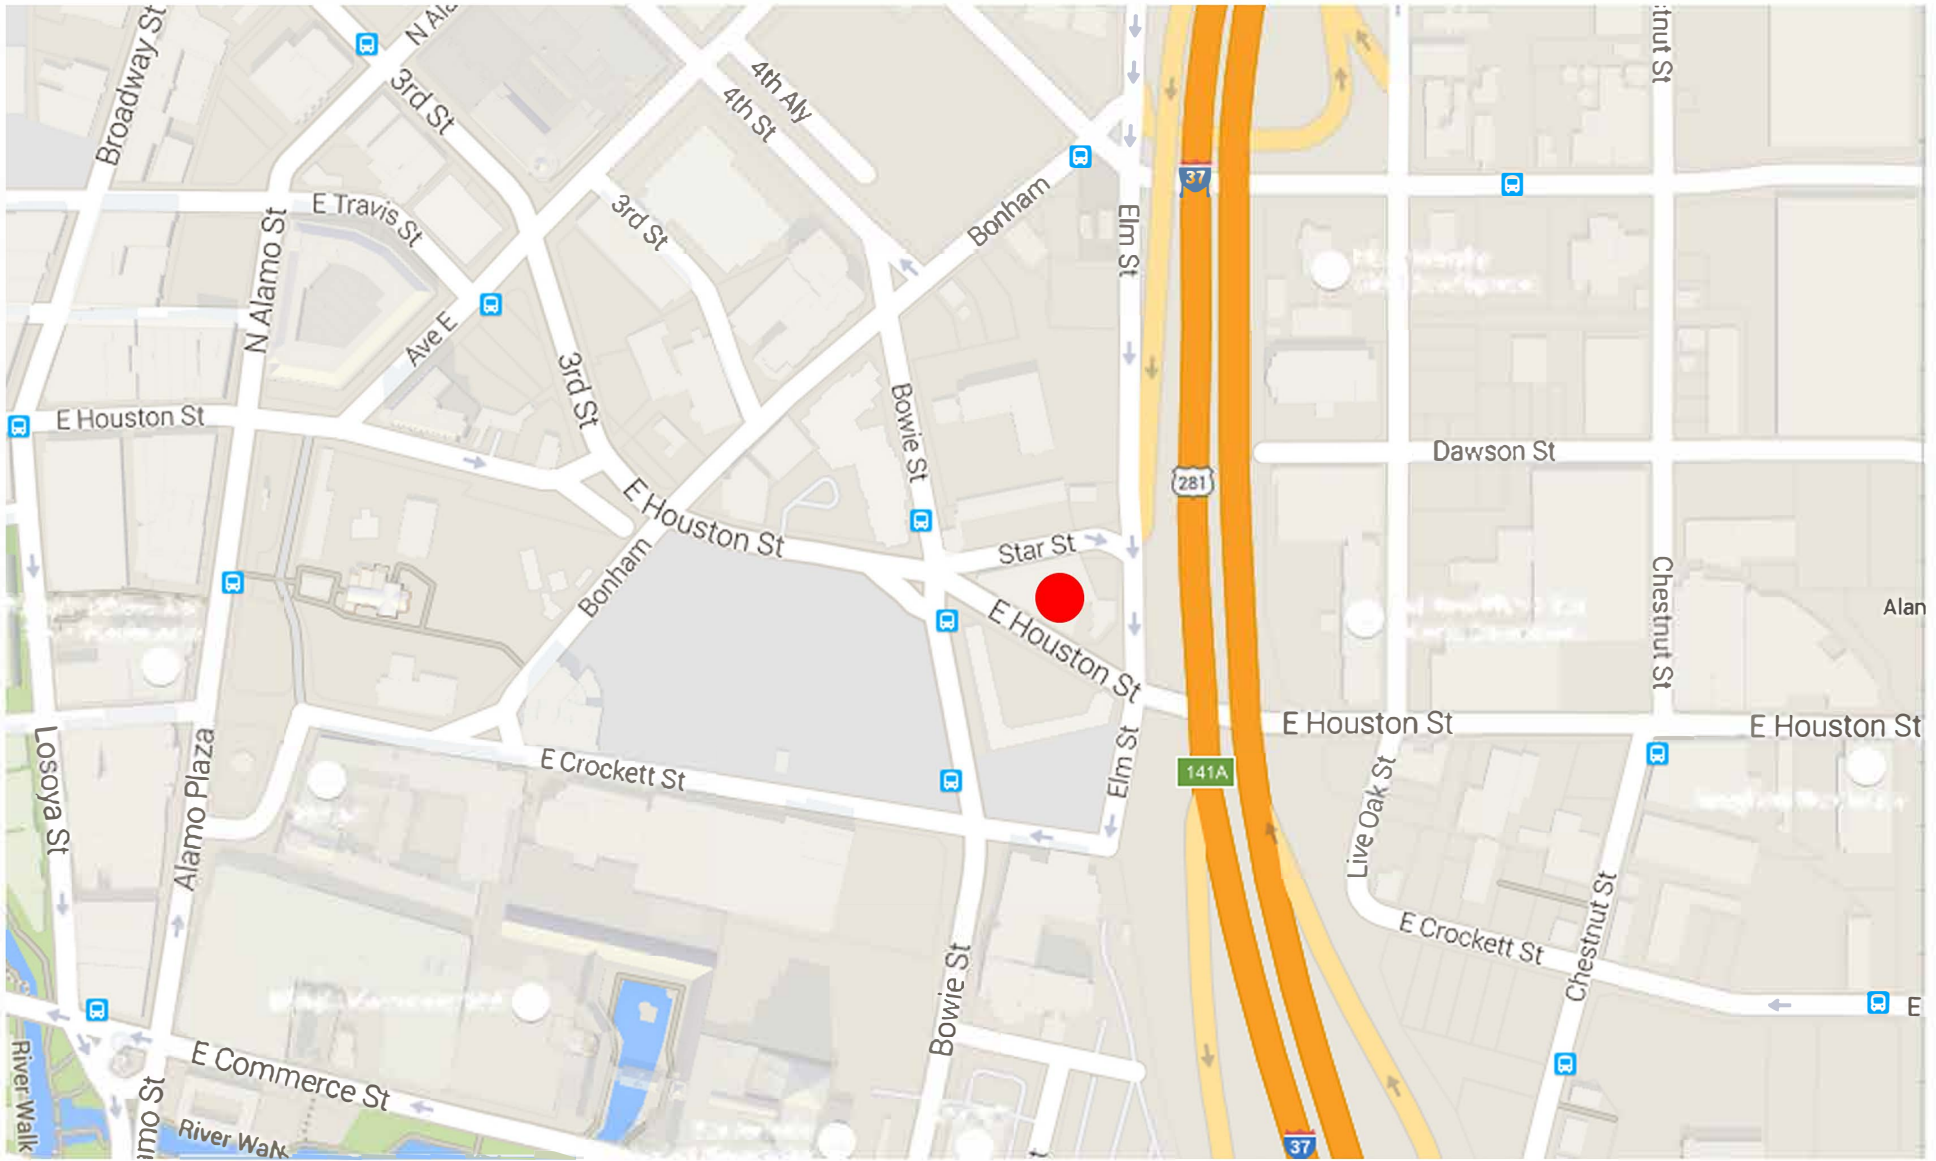 Broadway St
N Ala
3rd St
4th Aly
4th St
tnut St
37
E Travis St
N Alamo St
3rd St
Bonham
Elm St
Ave E
3rd St
Bowie St
E Houston St
Dawson St
281
E Houston St
Star St
Bonham
E Houston St
Chestnut St
Alan
E Houston St
E Houston St
Losoya St
Alamo Plaza
E Crockett St
Elm St
141A
Live Oak St
Chestnut St
E Crockett St
Bowie St
E
E Commerce St
River Walk
amo St
River Walk
37
t